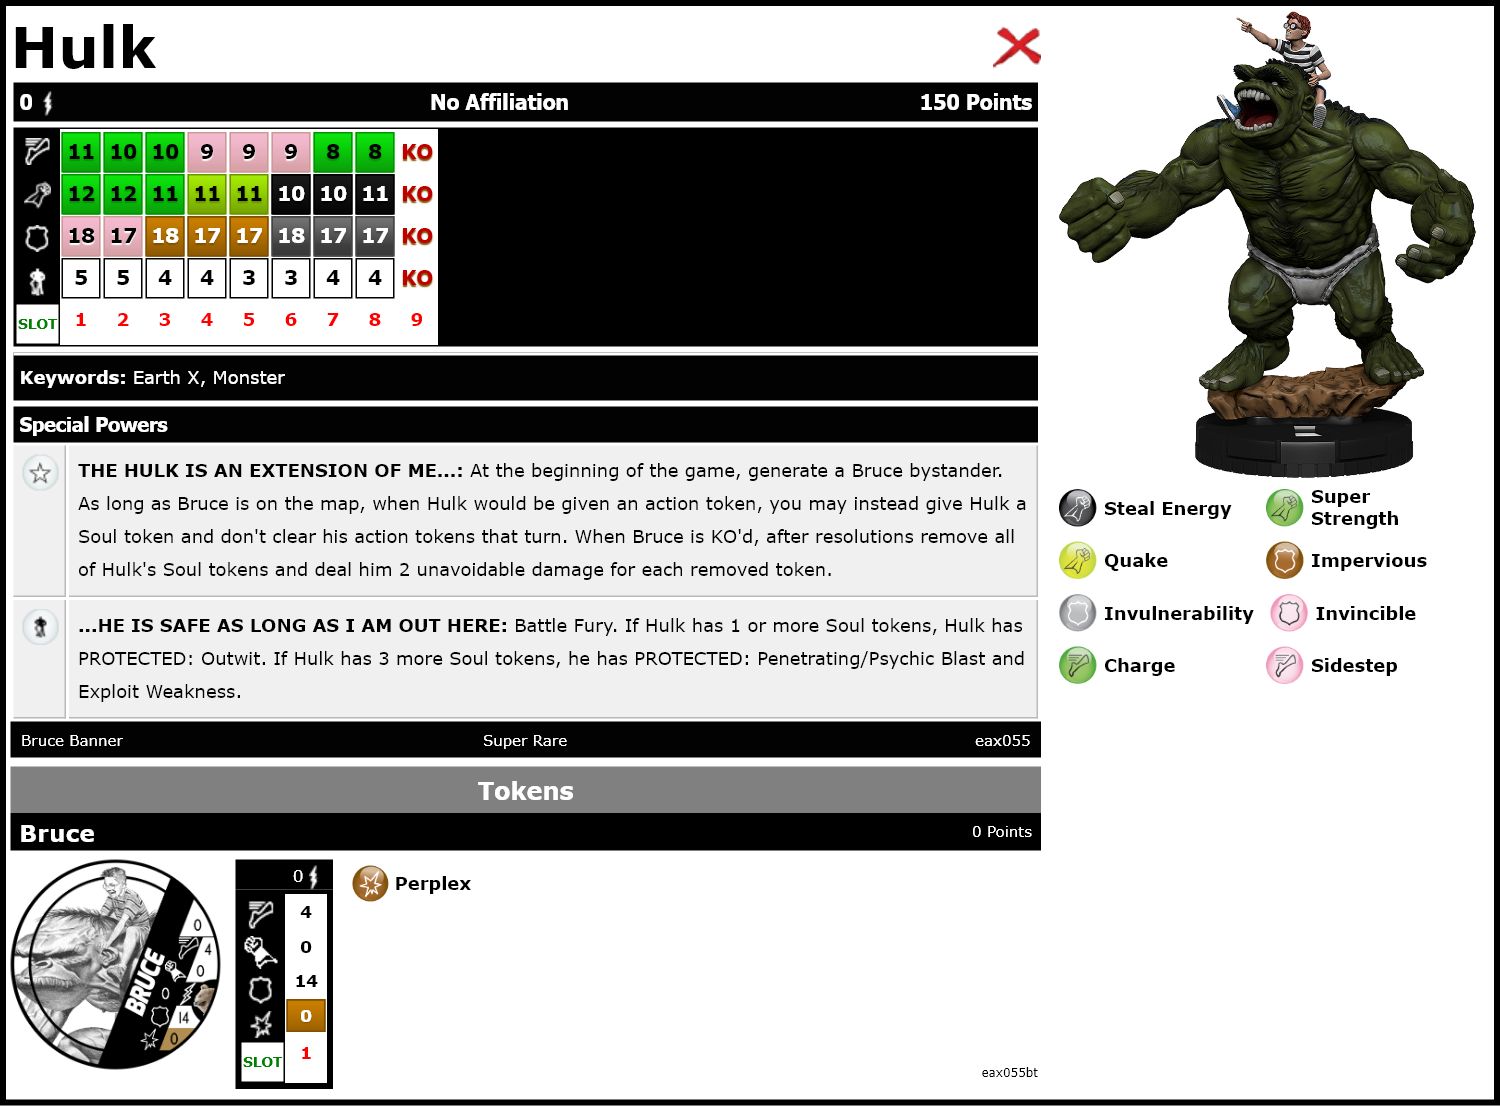 Hulk
0 No Affiliation 150 Points
11 10 10 9 9 9 8 8 KO
12 12 11 11 11 10 10 11 KO
18 17 18 17 17 18 17 17 KO
5 5 4 4 3 3 4 4 KO
SLOT 1 2 3 4 5 6 7 8 9
Keywords: Earth X, Monster
Special Powers
THE HULK IS AN EXTENSION OF ME...: At the beginning of the game, generate a Bruce bystander.
As long as Bruce is on the map, when Hulk would be given an action token, you may instead give Hulk a
Soul token and don't clear his action tokens that turn. When Bruce is KO'd, after resolutions remove all
of Hulk's Soul tokens and deal him 2 unavoidable damage for each removed token.
...HE IS SAFE AS LONG AS I AM OUT HERE: Battle Fury. If Hulk has 1 or more Soul tokens, Hulk has
PROTECTED: Outwit. If Hulk has 3 more Soul tokens, he has PROTECTED: Penetrating/Psychic Blast and
Exploit Weakness.
Bruce Banner Super Rare eax055
Steal Energy Super
Strength
Quake Impervious
Invulnerability Invincible
Charge Sidestep
Tokens
Bruce 0 Points
BRUCE
0
4
0
0
14
0
0
4
0
14
0
SLOT 1
Perplex
eax055bt